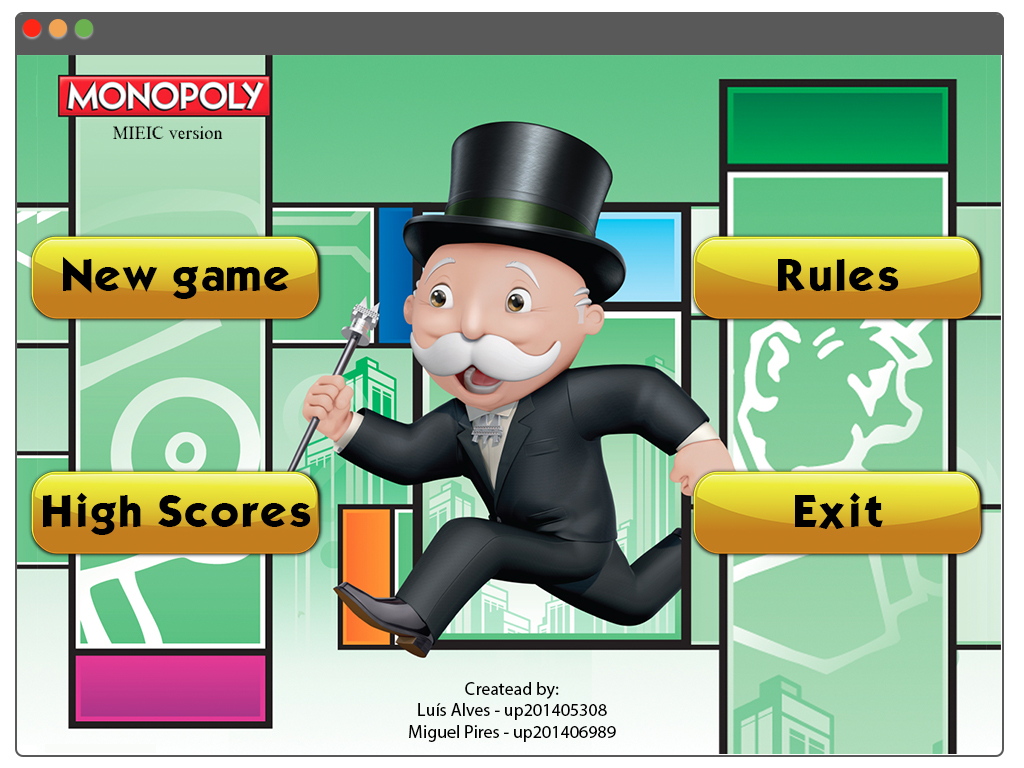 MONOPOLY
MIEIC version
New game
Rules
High Scores
Exit
Createad by:
Luís Alves - up201405308
Miguel Pires - up201406989